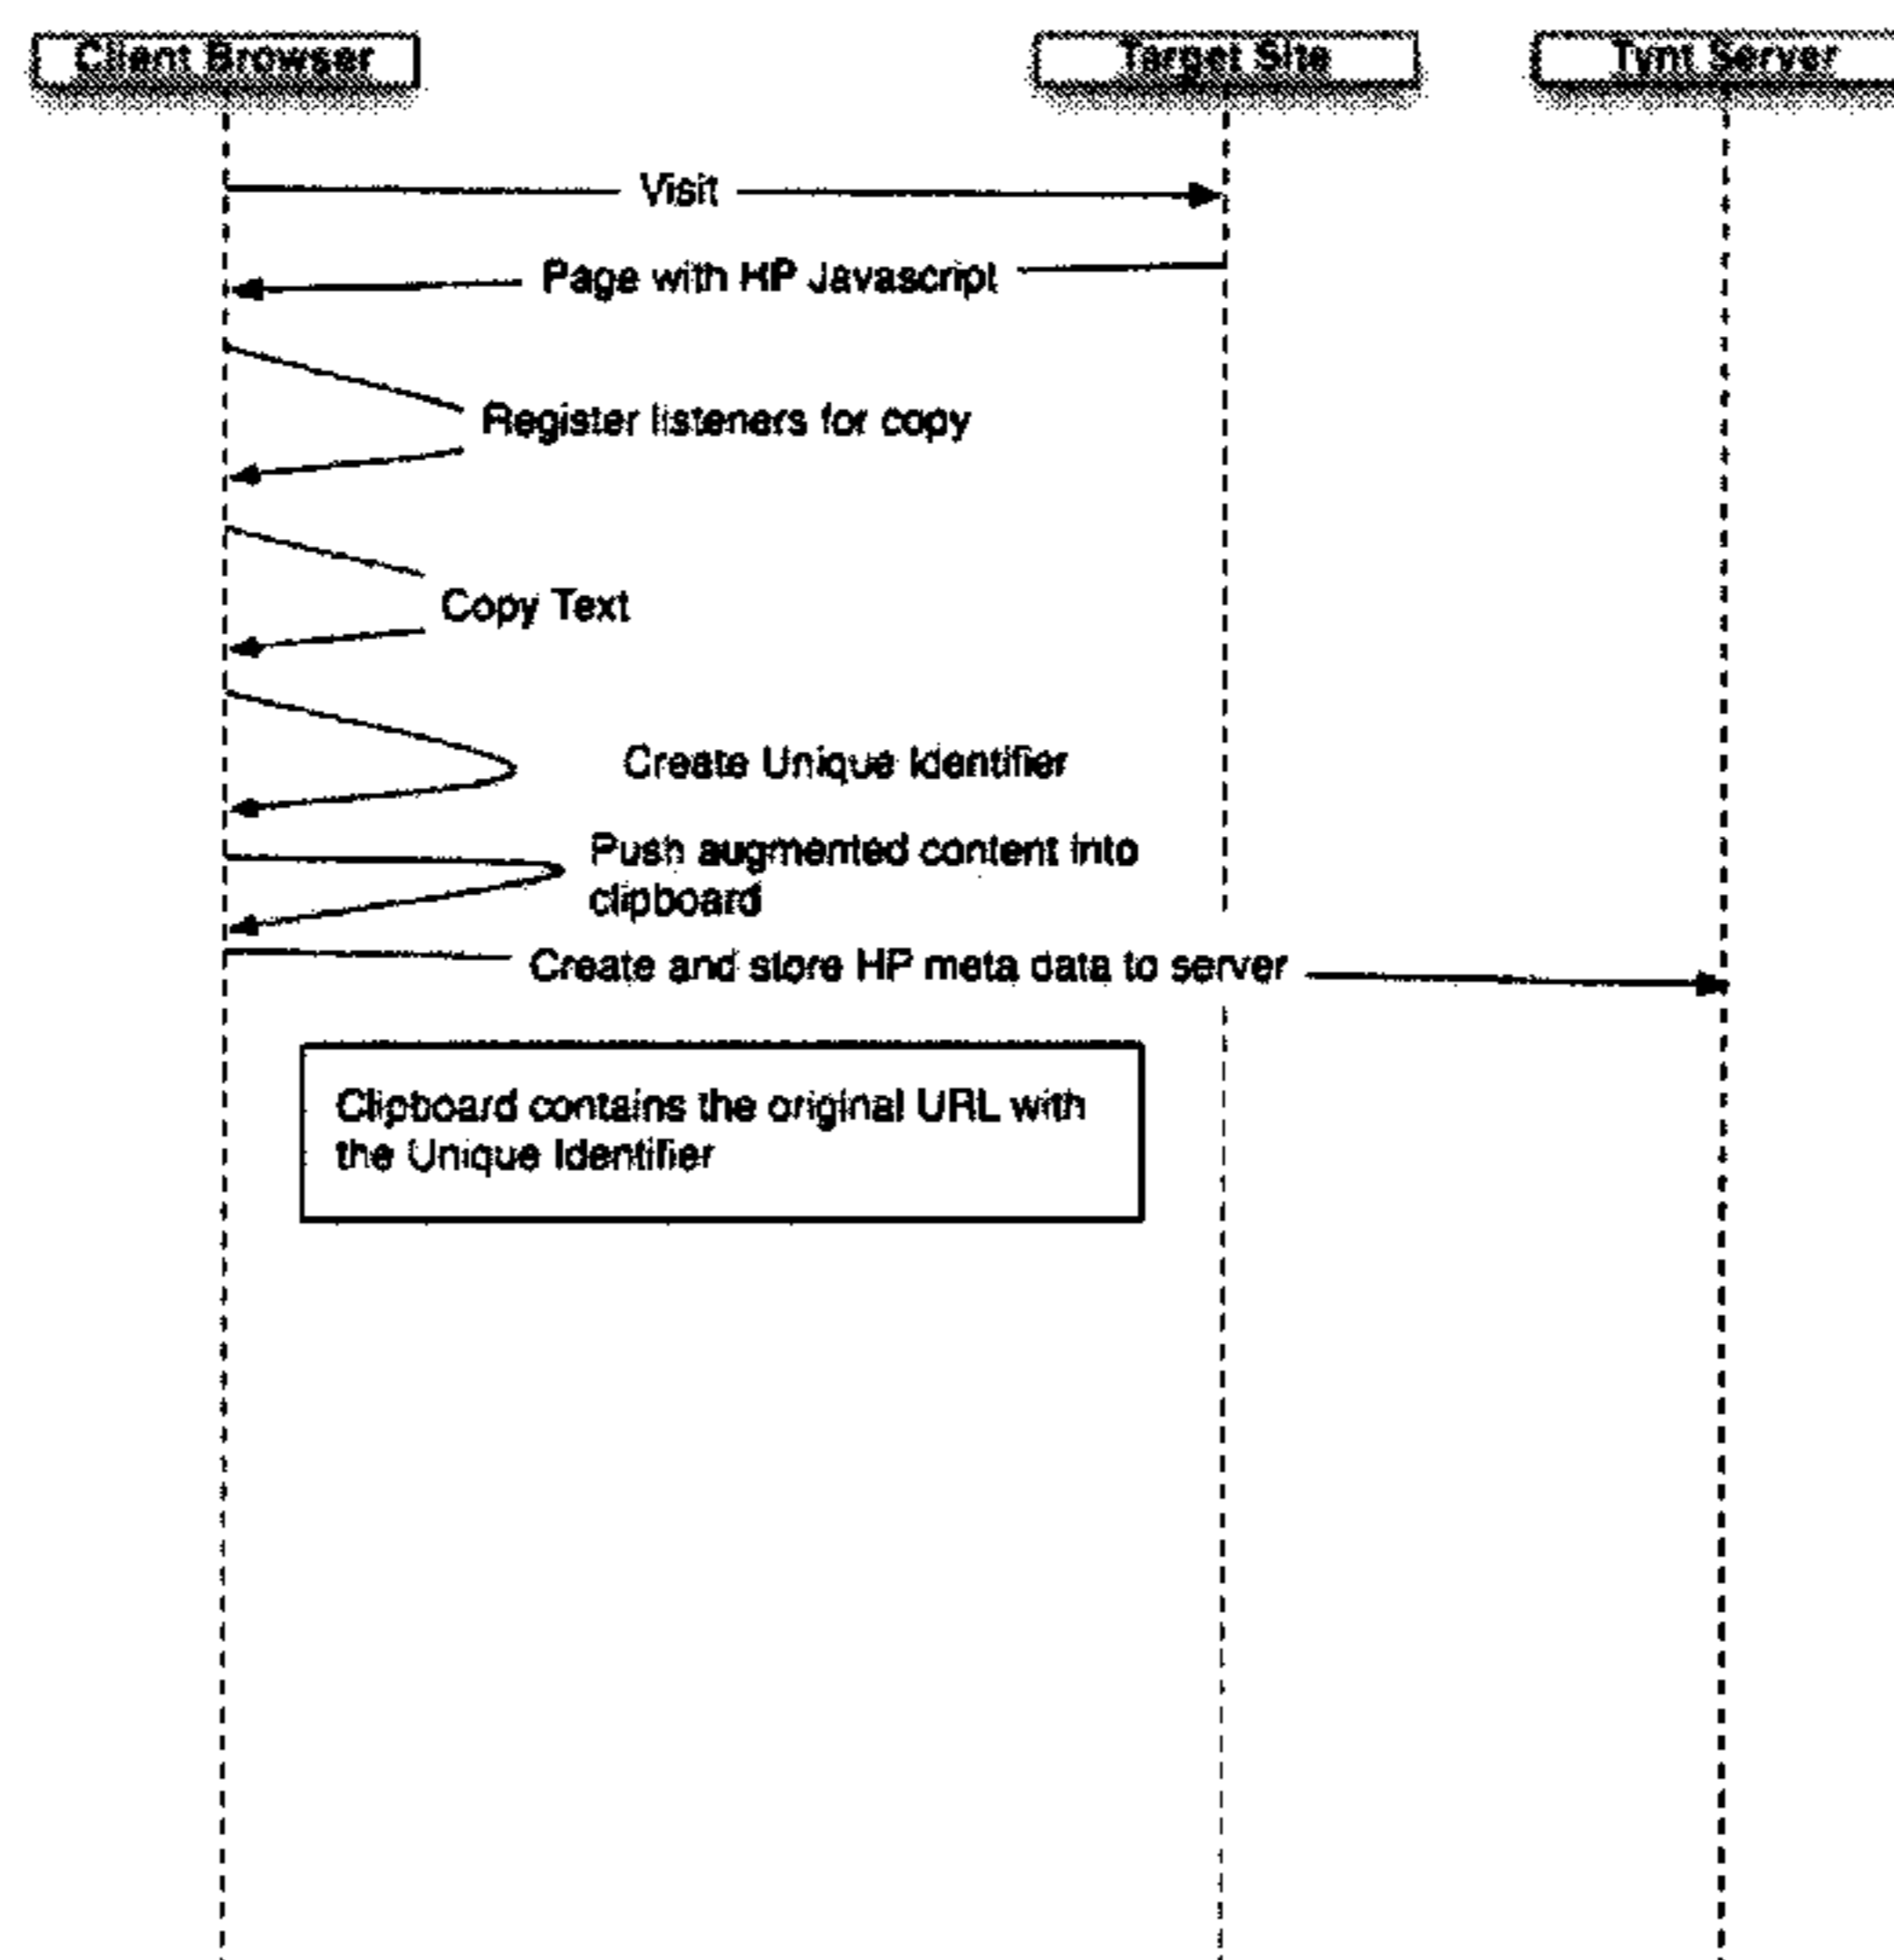 Client Browser
Target Site
Tynt Server
Visit
Page with HP Javascript
Register listeners for copy
Copy Text
Create Unique Identifier
Push augmented content into
clipboard
Create and store HP meta data to server
Clipboard contains the original URL with
the Unique Identifier